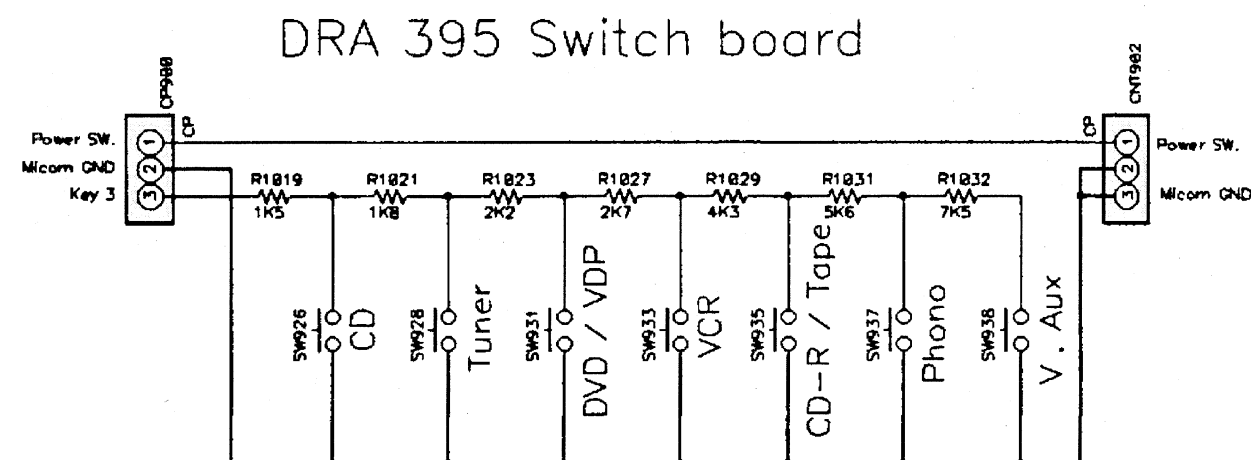 DRA 395 Switch board
CP900
CNT902
CP
CP
Power SW.
1
1
Power SW.
Micom GND
2
2
Key 3
3
3
Micom GND
R1019
R1021
R1023
R1027
R1029
R1031
R1032
1K5
1K8
2K2
2K7
4K3
5K6
7K5
SW926
CD
SW928
Tuner
SW931
DVD / VDP
SW933
VCR
SW935
CD-R / Tape
SW937
Phono
SW938
V. Aux